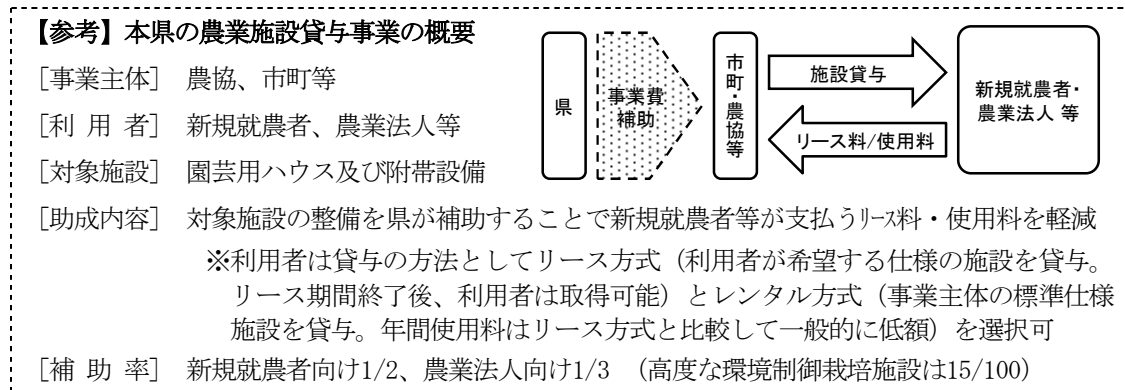 【参考】本県の農業施設貸与事業の概要
［事業主体］ 農協、市町等
［利 用 者］ 新規就農者、農業法人等
［対象施設］ 園芸用ハウス及び附帯設備
県
事業費
補助
市町・農協等
施設貸与
リース料/使用料
新規就農者・
農業法人 等
［助成内容］ 対象施設の整備を県が補助することで新規就農者等が支払うﾘｰｽ料・使用料を軽減
※利用者は貸与の方法としてリース方式（利用者が希望する仕様の施設を貸与。
リース期間終了後、利用者は取得可能）とレンタル方式（事業主体の標準仕様
施設を貸与。年間使用料はリース方式と比較して一般的に低額）を選択可
［補 助 率］ 新規就農者向け1/2、農業法人向け1/3 （高度な環境制御栽培施設は15/100）